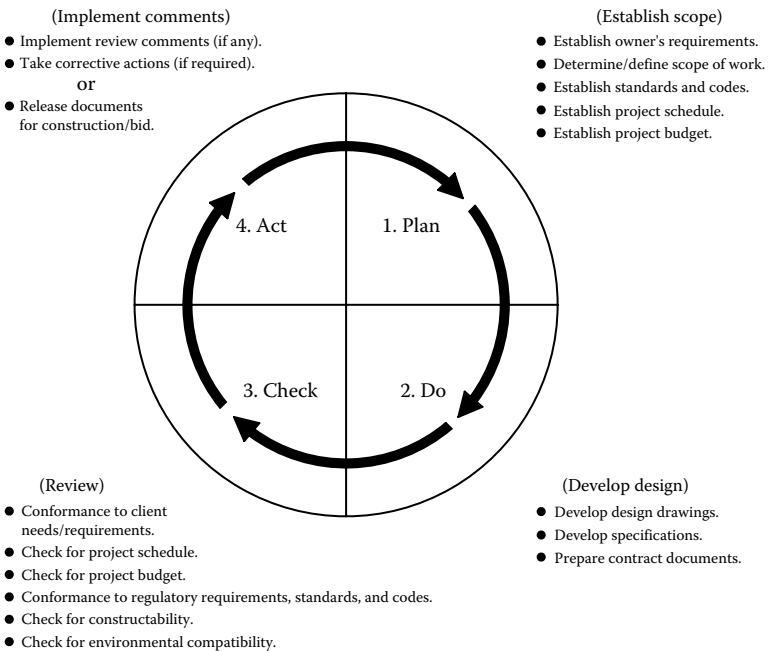 (Implement comments)
● Implement review comments (if any).
● Take corrective actions (if required).
or
● Release documents
for construction/bid.
(Establish scope)
● Establish owner's requirements.
● Determine/define scope of work.
● Establish standards and codes.
● Establish project schedule.
● Establish project budget.
4. Act
1. Plan
3. Check
2. Do
(Review)
● Conformance to client
needs/requirements.
● Check for project schedule.
● Check for project budget.
● Conformance to regulatory requirements, standards, and codes.
● Check for constructability.
● Check for environmental compatibility.
(Develop design)
● Develop design drawings.
● Develop specifications.
● Prepare contract documents.